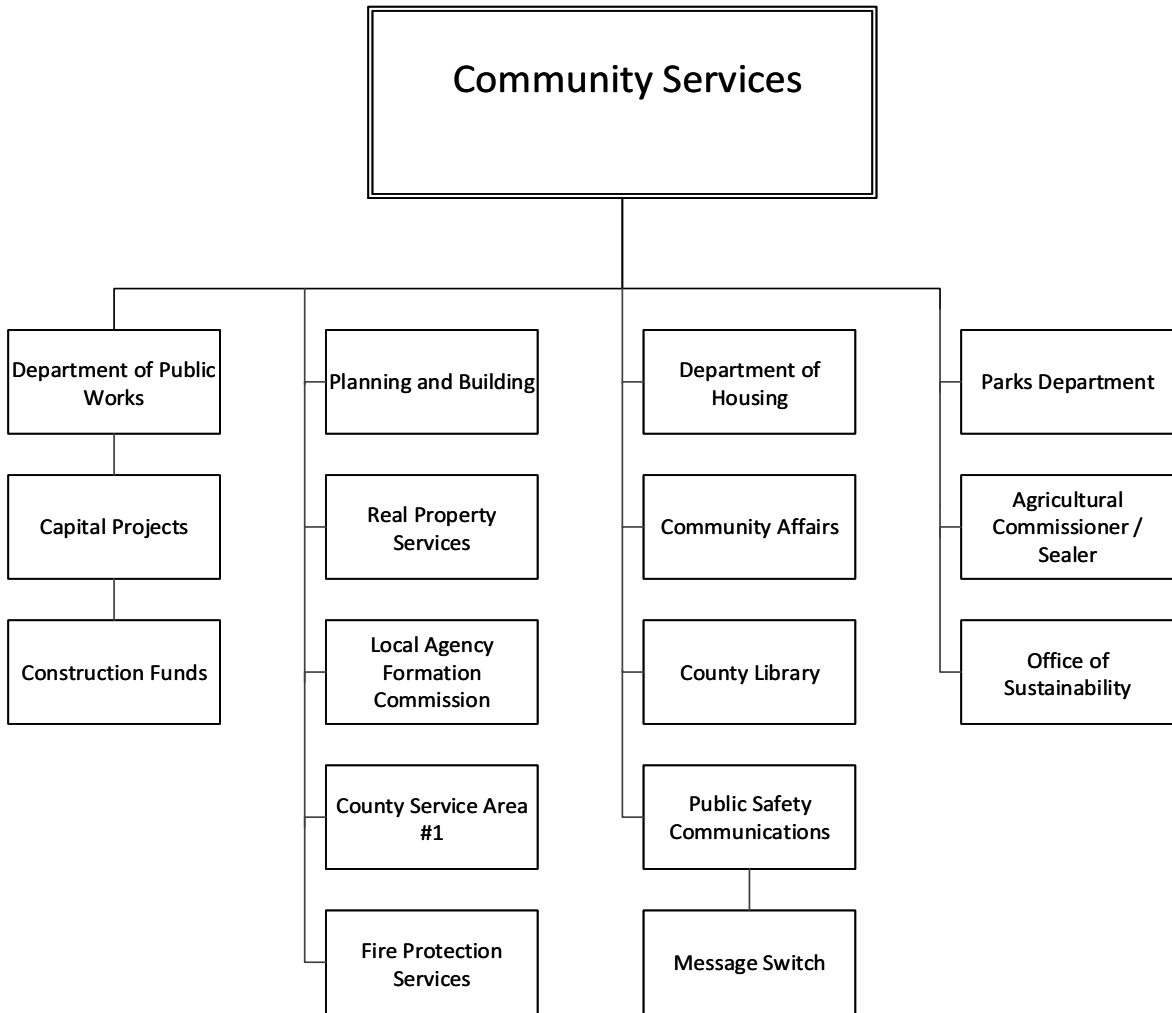 Community Services
Department of Public
Works
Capital Projects
Construction Funds
Planning and Building
Real Property
Services
Local Agency
Formation
Commission
County Service Area
#1
Fire Protection
Services
Department of
Housing
Community Affairs
County Library
Public Safety
Communications
Message Switch
Parks Department
Agricultural
Commissioner /
Sealer
Office of
Sustainability